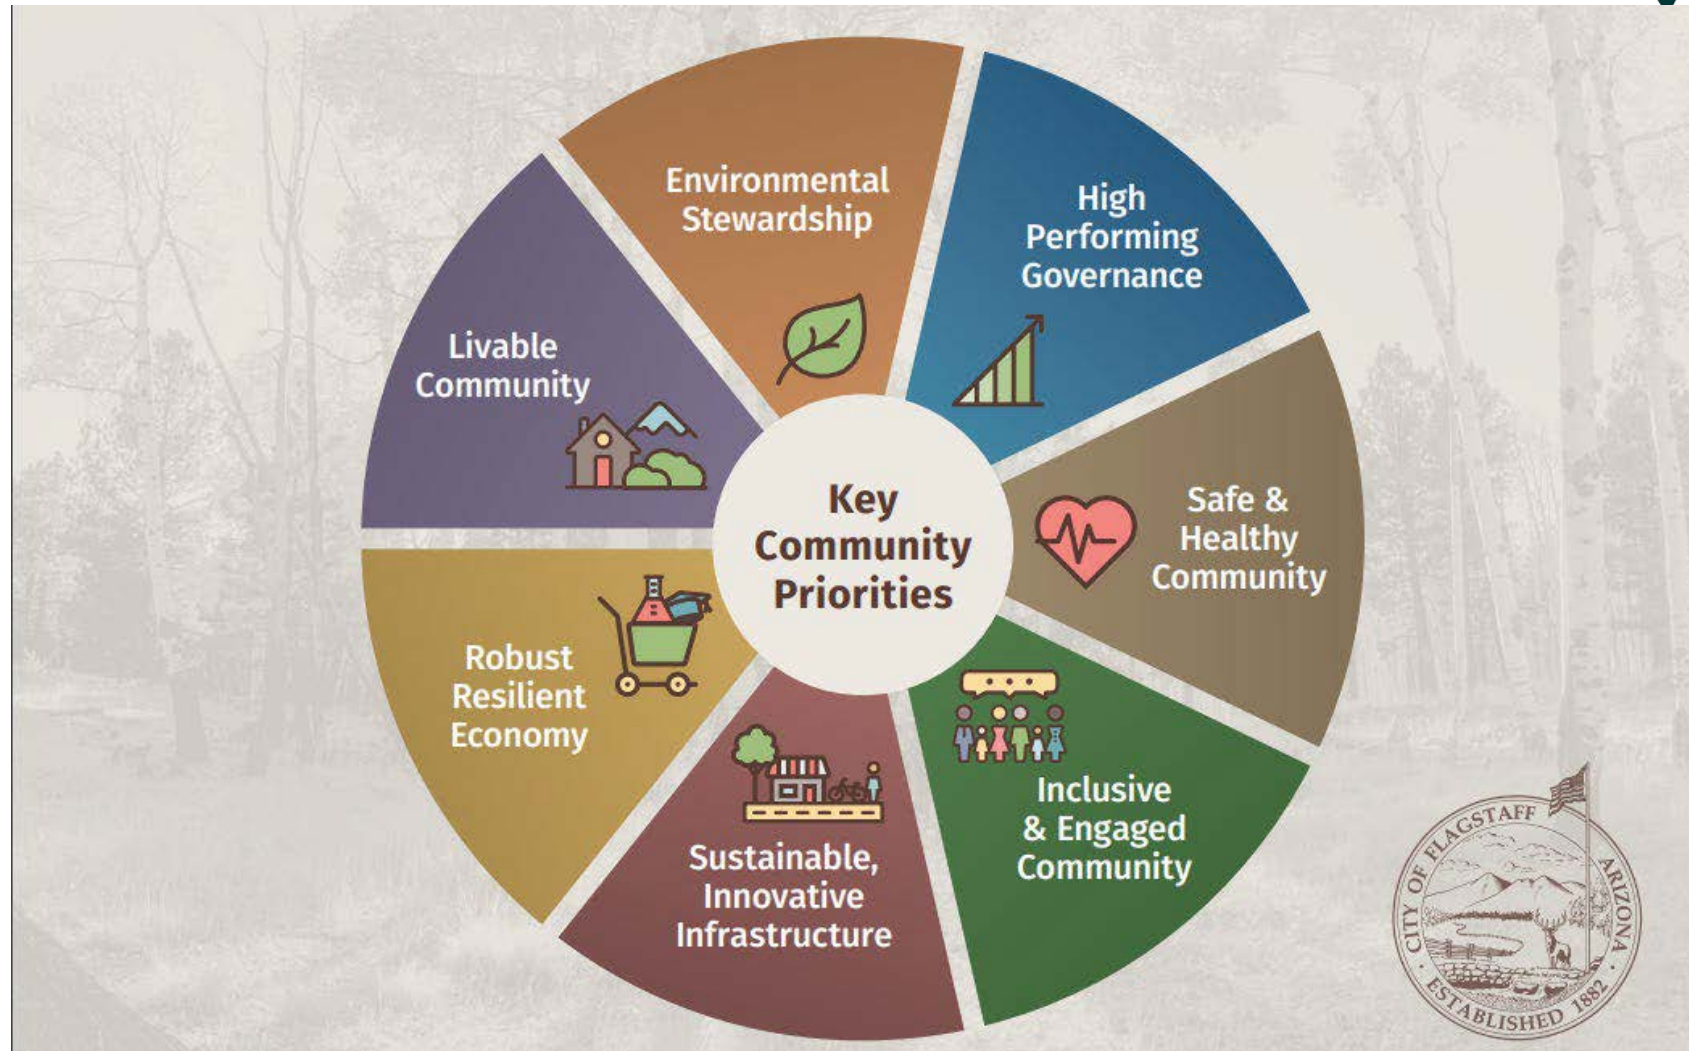 Environmental
Stewardship
High
Performing
Governance
Safe &
Healthy
Community
Inclusive
& Engaged
Community
Sustainable,
Innovative
Infrastructure
Robust
Resilient
Economy
Livable
Community
Key
Community
Priorities
CITY OF FLAGSTAFF
ARIZONA
ESTABLISHED 1882